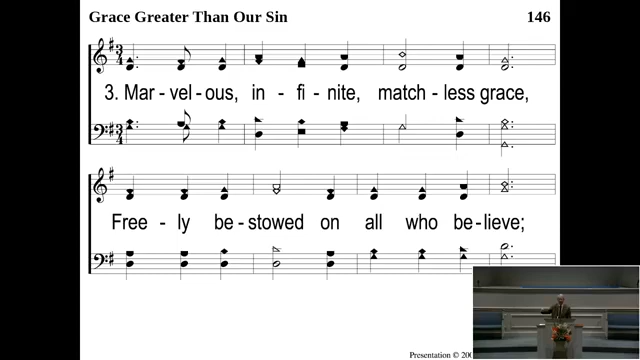 Grace Greater Than Our Sin 146
3. Mar - vel - ous, in - fi - nite, match - less grace,
Free - ly be - stowed on all who be - lieve;
Presentation © 200